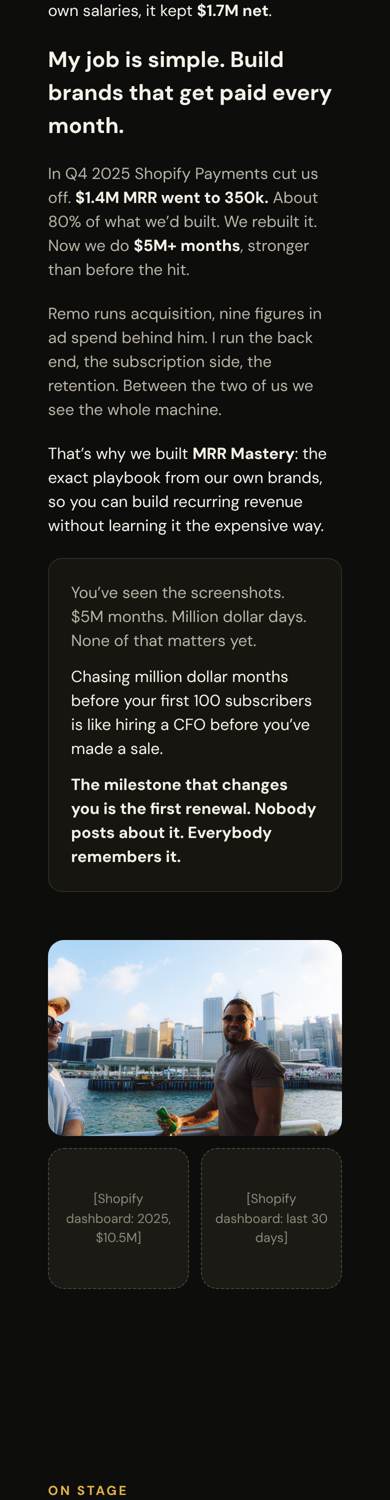 own salaries, it kept $1.7M net.
My job is simple. Build
brands that get paid every
month.
In Q4 2025 Shopify Payments cut us
off. $1.4M MRR went to 350k. About
80% of what we’d built. We rebuilt it.
Now we do $5M+ months, stronger
than before the hit.
Remo runs acquisition, nine figures in
ad spend behind him. I run the back
end, the subscription side, the
retention. Between the two of us we
see the whole machine.
That’s why we built MRR Mastery: the
exact playbook from our own brands,
so you can build recurring revenue
without learning it the expensive way.
You’ve seen the screenshots.
$5M months. Million dollar days.
None of that matters yet.
Chasing million dollar months
before your first 100 subscribers
is like hiring a CFO before you’ve
made a sale.
The milestone that changes
you is the first renewal. Nobody
posts about it. Everybody
remembers it.
[Shopify
dashboard: 2025,
$10.5M]
[Shopify
dashboard: last 30
days]
ON STAGE